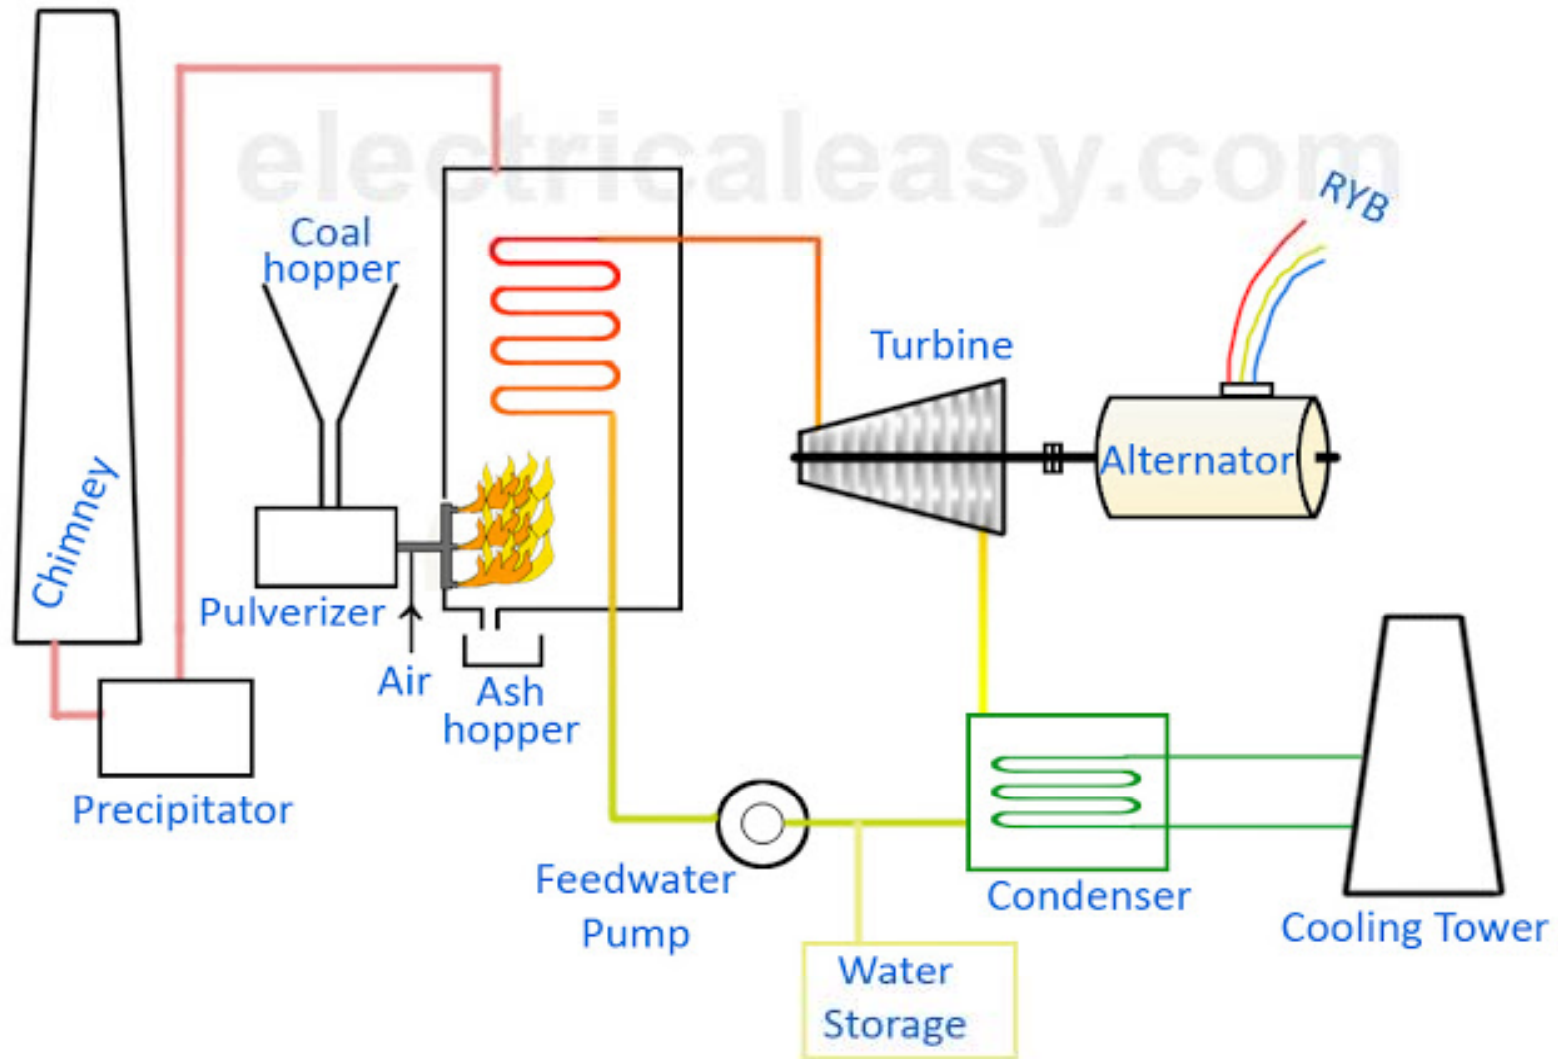 electricaleasy.com
RYB
Coal
hopper
Turbine
Alternator
Chimney
Pulverizer
Air
Ash
hopper
Precipitator
Feedwater
Pump
Condenser
Cooling Tower
Water
Storage